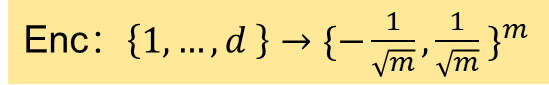 Enc: {1, …, d } → {−1/√m, 1/√m}^m